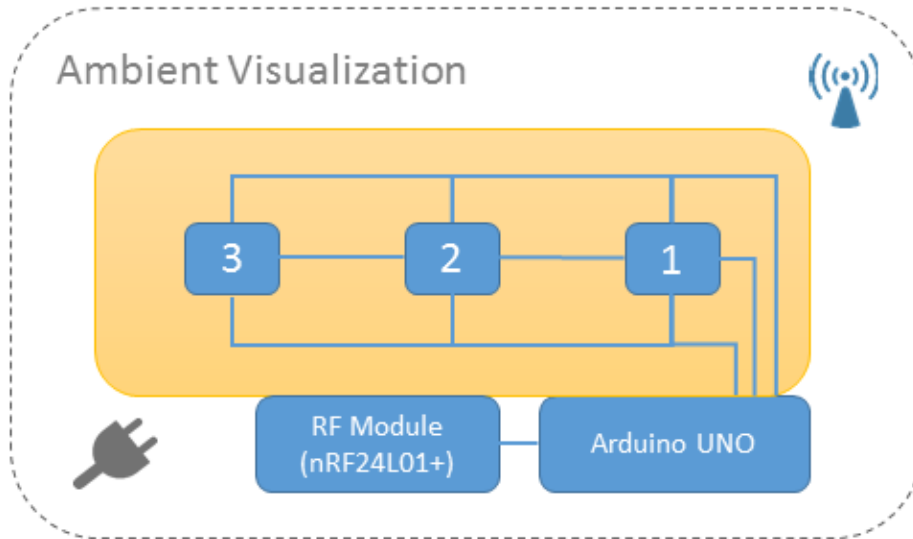 Ambient Visualization
3 2 1
RF Module
(nRF24L01+)
Arduino UNO